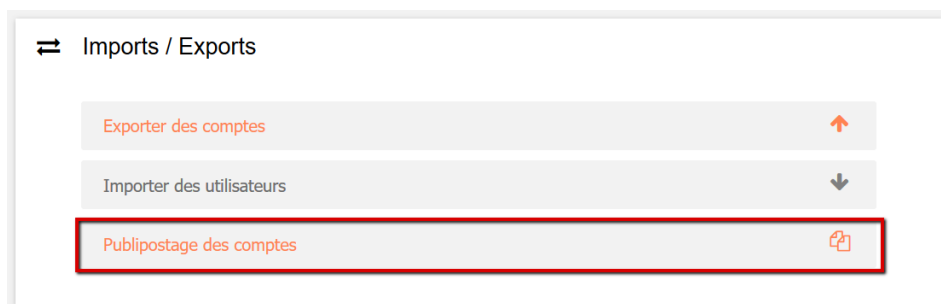 Imports / Exports
Exporter des comptes
Importer des utilisateurs
Publipostage des comptes